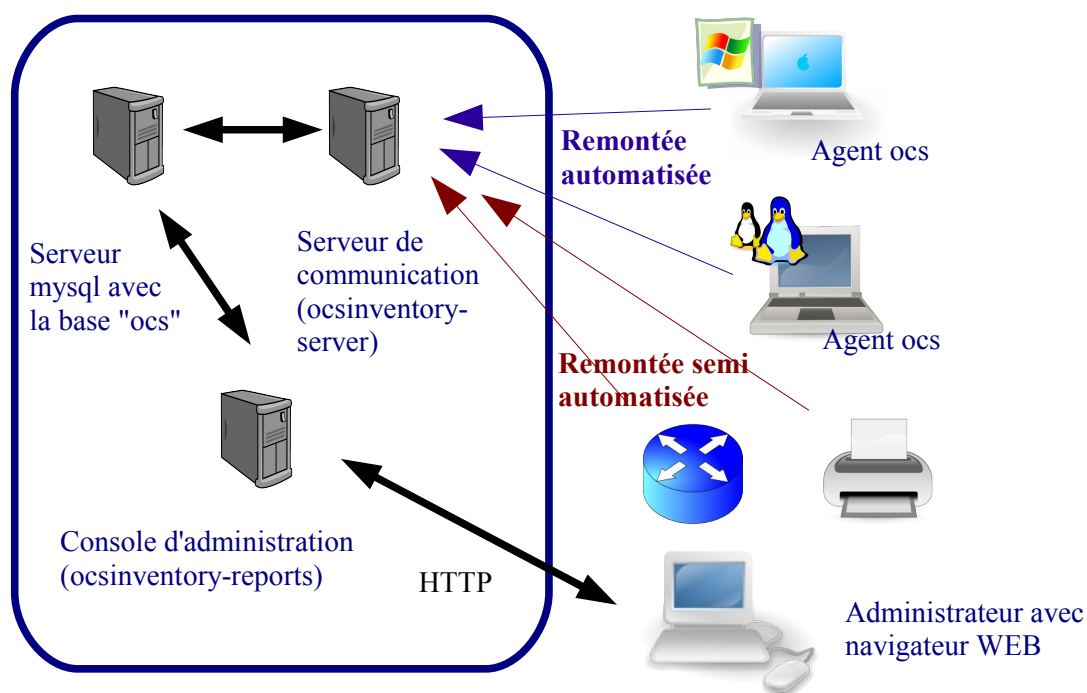 Remontée
automatisée
Agent ocs
Serveur
mysql avec
la base "ocs"
Serveur de
communication
(ocsinventory-
server)
Agent ocs
Remontée semi
automatisée
Console d'administration
(ocsinventory-reports)
HTTP
Administrateur avec
navigateur WEB